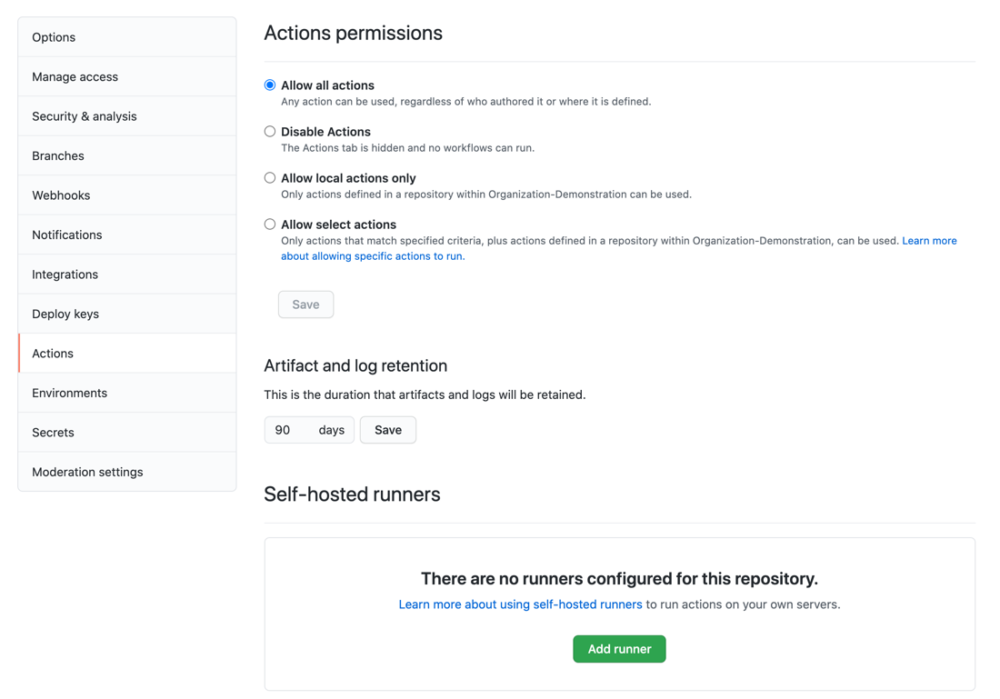 Options
Manage access
Security & analysis
Branches
Webhooks
Notifications
Integrations
Deploy keys
Actions
Environments
Secrets
Moderation settings
Actions permissions
Allow all actions
Any action can be used, regardless of who authored it or where it is defined.
Disable Actions
The Actions tab is hidden and no workflows can run.
Allow local actions only
Only actions defined in a repository within Organization-Demonstration can be used.
Allow select actions
Only actions that match specified criteria, plus actions defined in a repository within Organization-Demonstration, can be used. Learn more
about allowing specific actions to run.
Save
Artifact and log retention
This is the duration that artifacts and logs will be retained.
90 days Save
Self-hosted runners
There are no runners configured for this repository.
Learn more about using self-hosted runners to run actions on your own servers.
Add runner